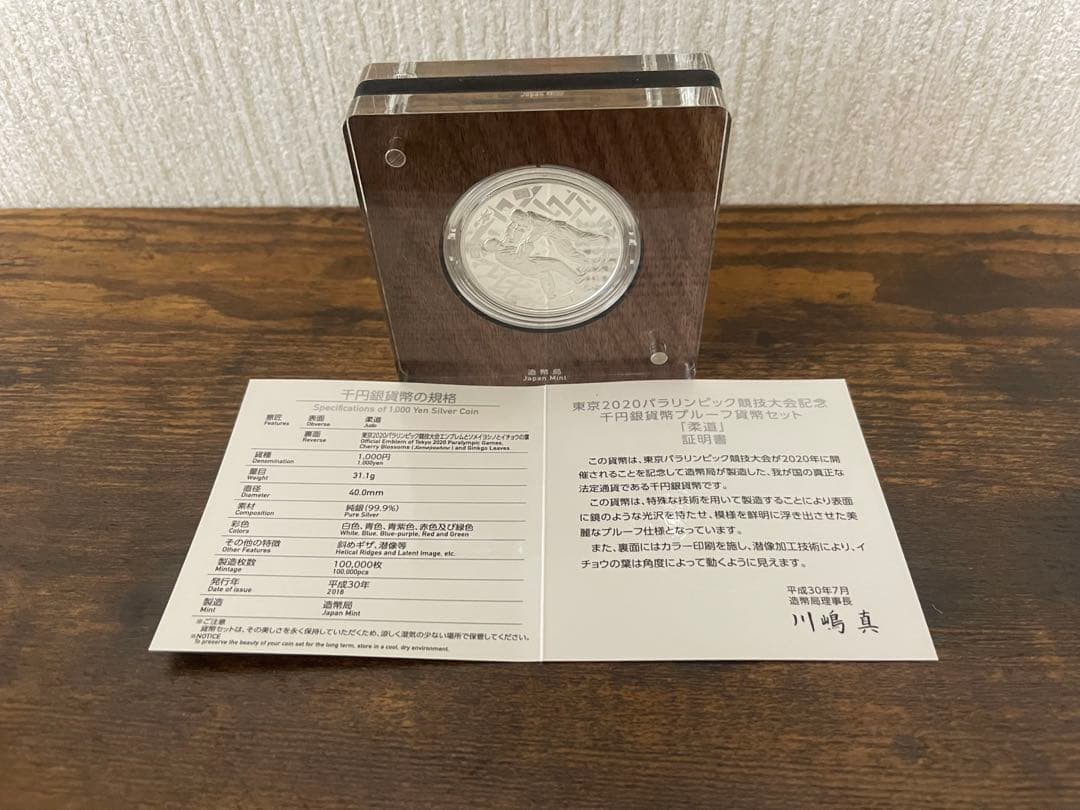 造幣局
Japan Mint
千円銀貨幣の規格
Specifications of 1,000 Yen Silver Coin
意匠 表面 柔道
Features Obverse Judo
裏面 東京2020パラリンピック競技大会エンブレムとソメイヨシノとイチョウの葉
Reverse Official Emblem of Tokyo 2020 Paralympic Games,
Cherry Blossoms (Someiyoshino) and Ginkgo Leaves
貨種 1,000円
Denomination 1,000yen
量目 31.1g
Weight
直径 40.0mm
Diameter
素材 純銀(99.9%)
Composition Pure Silver
彩色 白色、青色、青紫色、赤色及び緑色
Colors White, Blue, Blue-purple, Red and Green
その他の特徴 斜めギザ、潜像等
Other Features Helical Ridges and Latent Image, etc.
製造枚数 100,000枚
Mintage 100,000pcs
発行年 平成30年
Date of issue 2018
製造 造幣局
Mint Japan Mint
※ご注意
貨幣セットは、その美しさを永く保持していただくため、涼しく湿気の少ない場所で保管してください。
※NOTICE
To preserve the beauty of your coin set for the long term, store in a cool, dry environment.
東京2020パラリンピック競技大会記念
千円銀貨幣プルーフ貨幣セット
「柔道」
証明書
この貨幣は、東京パラリンピック競技大会が2020年に開
催されることを記念して造幣局が製造した、我が国の真正な
法定通貨である千円銀貨幣です。
この貨幣は、特殊な技術を用いて製造することにより表面
に鏡のような光沢を持たせ、模様を鮮明に浮き出させた美
麗なプルーフ仕様となっています。
また、裏面にはカラー印刷を施し、潜像加工技術により、イ
チョウの葉は角度によって動くように見えます。
平成30年7月
造幣局理事長
川嶋 真